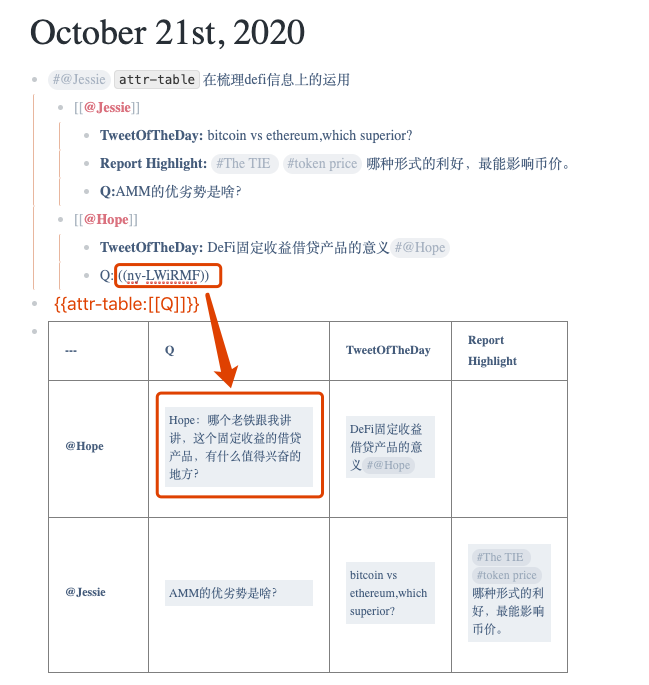 October 21st, 2020
#@Jessie attr-table 在梳理defi信息上的运用
[[@Jessie]]
TweetOfTheDay: bitcoin vs ethereum,which superior?
Report Highlight: #The TIE #token price 哪种形式的利好，最能影响币价。
Q:AMM的优劣势是啥?
[[@Hope]]
TweetOfTheDay: DeFi固定收益借贷产品的意义#@Hope
Q:((ny-LWiRMF))
{{attr-table:[[Q]]}}
--- Q TweetOfTheDay Report
Highlight
@Hope
Hope：哪个老铁跟我讲
讲，这个固定收益的借贷
产品，有什么值得兴奋的
地方?
DeFi固定收益
借贷产品的意
义#@Hope
@Jessie
AMM的优劣势是啥?
bitcoin vs
ethereum,which
superior?
#The TIE
#token price
哪种形式的利
好，最能影响
币价。